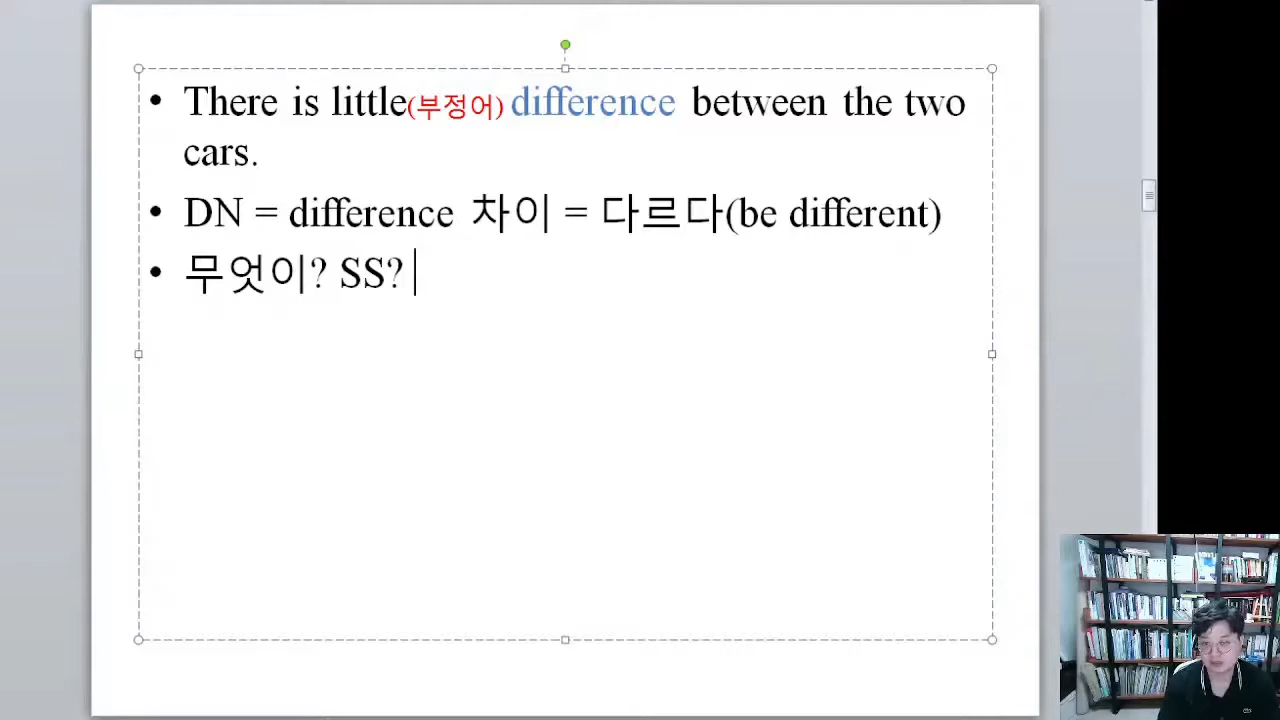 • There is little(부정어) difference between the two
cars.
• DN = difference 차이 = 다르다(be different)
• 무엇이? SS?